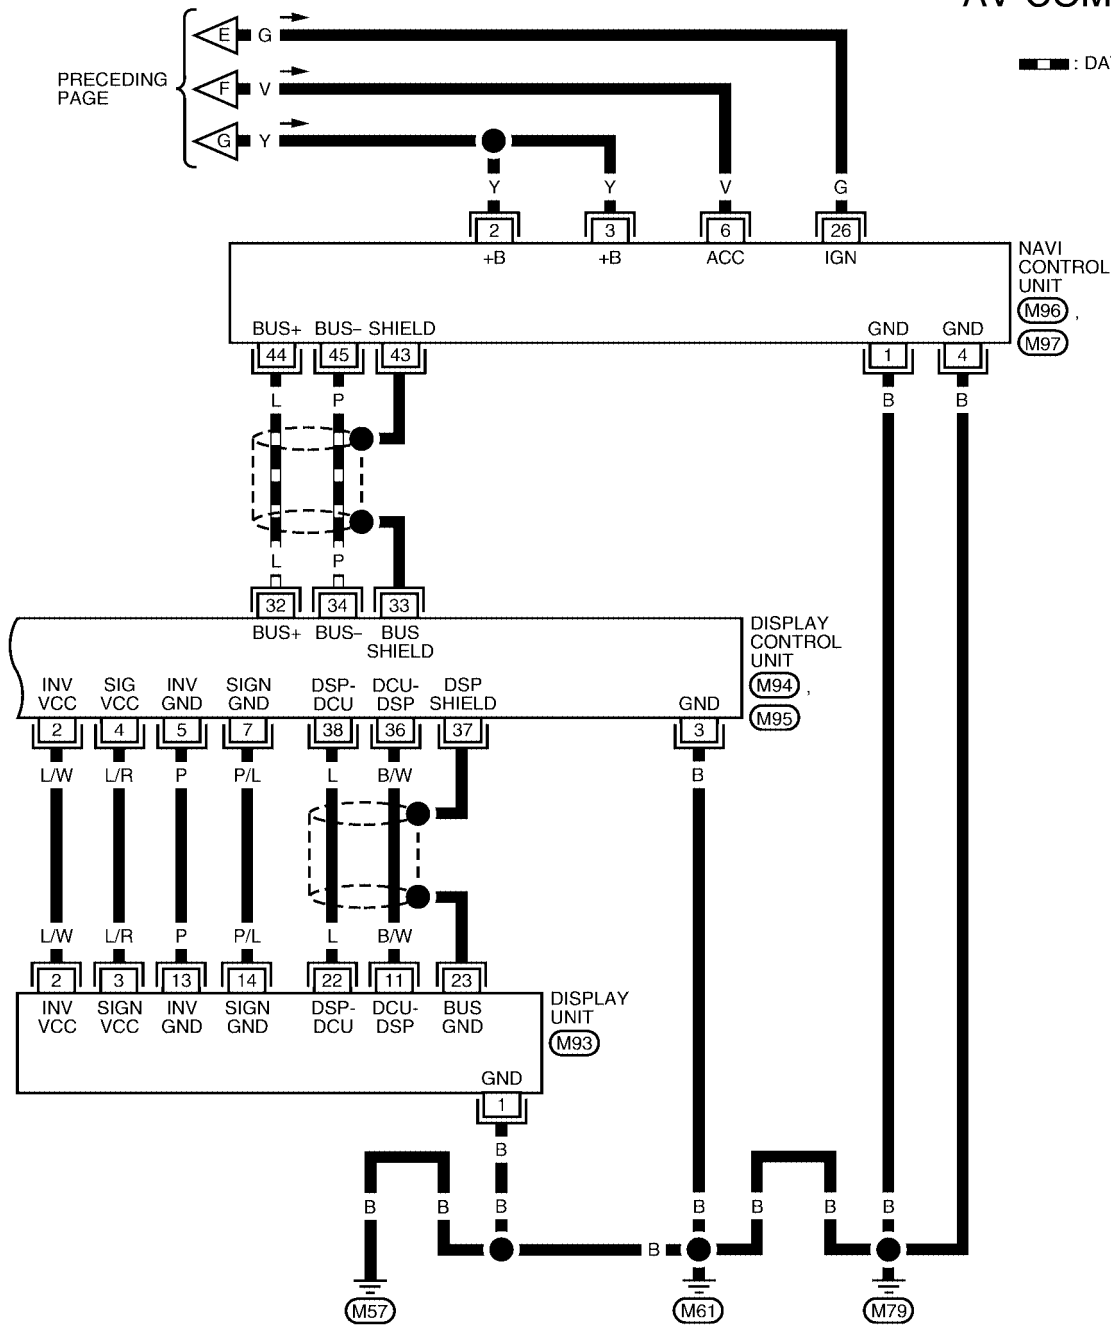 AV-COM
: DA
PRECEDING
PAGE
E G
F V
G Y
Y Y V G
2 3 6 26
+B +B ACC IGN
NAVI
CONTROL
UNIT
M96 ,
M97
BUS+ BUS– SHIELD GND GND
44 45 43 1 4
L P B B
L P
32 34 33
BUS+ BUS– BUS
SHIELD
DISPLAY
CONTROL
UNIT
M94 ,
M95
INV SIG INV SIGN DSP- DCU- DSP
VCC VCC GND GND DCU DSP SHIELD GND
2 4 5 7 38 36 37 3
L/W L/R P P/L L B/W B
L/W L/R P P/L L B/W
2 3 13 14 22 11 23
INV SIGN INV SIGN DSP- DCU- BUS
VCC VCC GND GND DCU DSP GND
DISPLAY
UNIT
M93
GND
1
B
B B B B B B B
B
M57 M61 M79